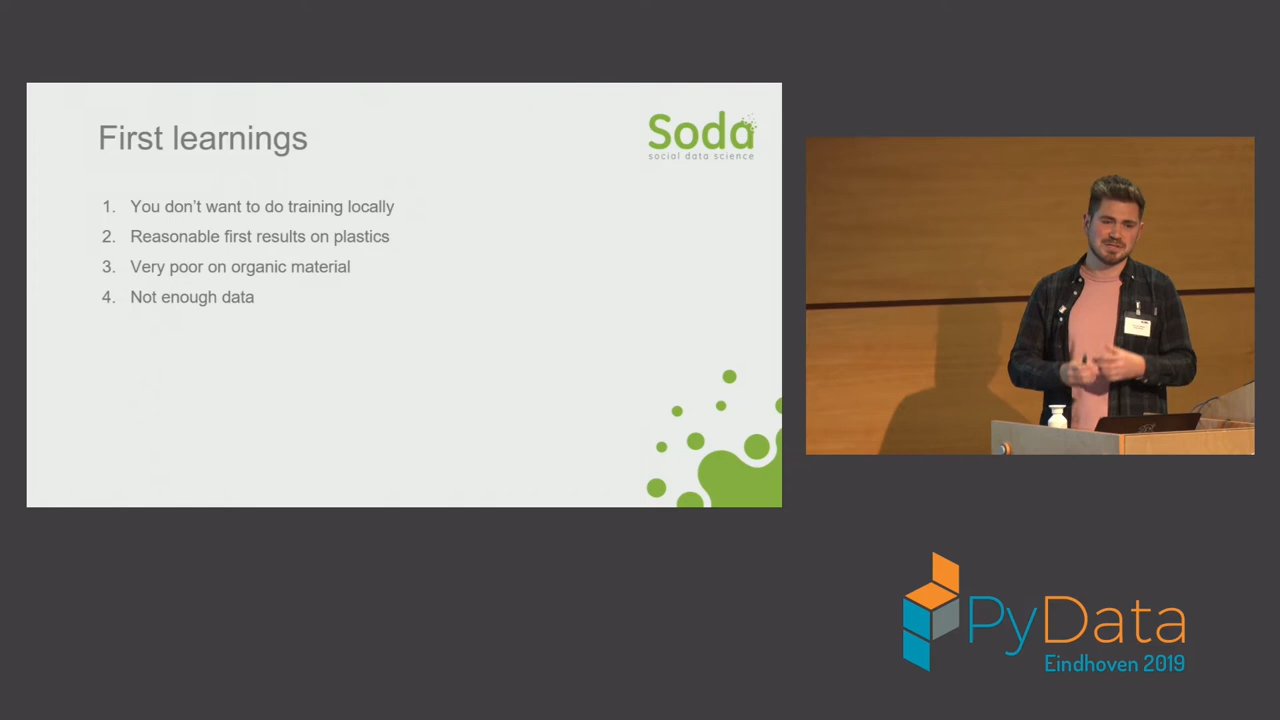 First learnings
Soda
social data science
1. You don't want to do training locally
2. Reasonable first results on plastics
3. Very poor on organic material
4. Not enough data
PyData
Eindhoven 2019